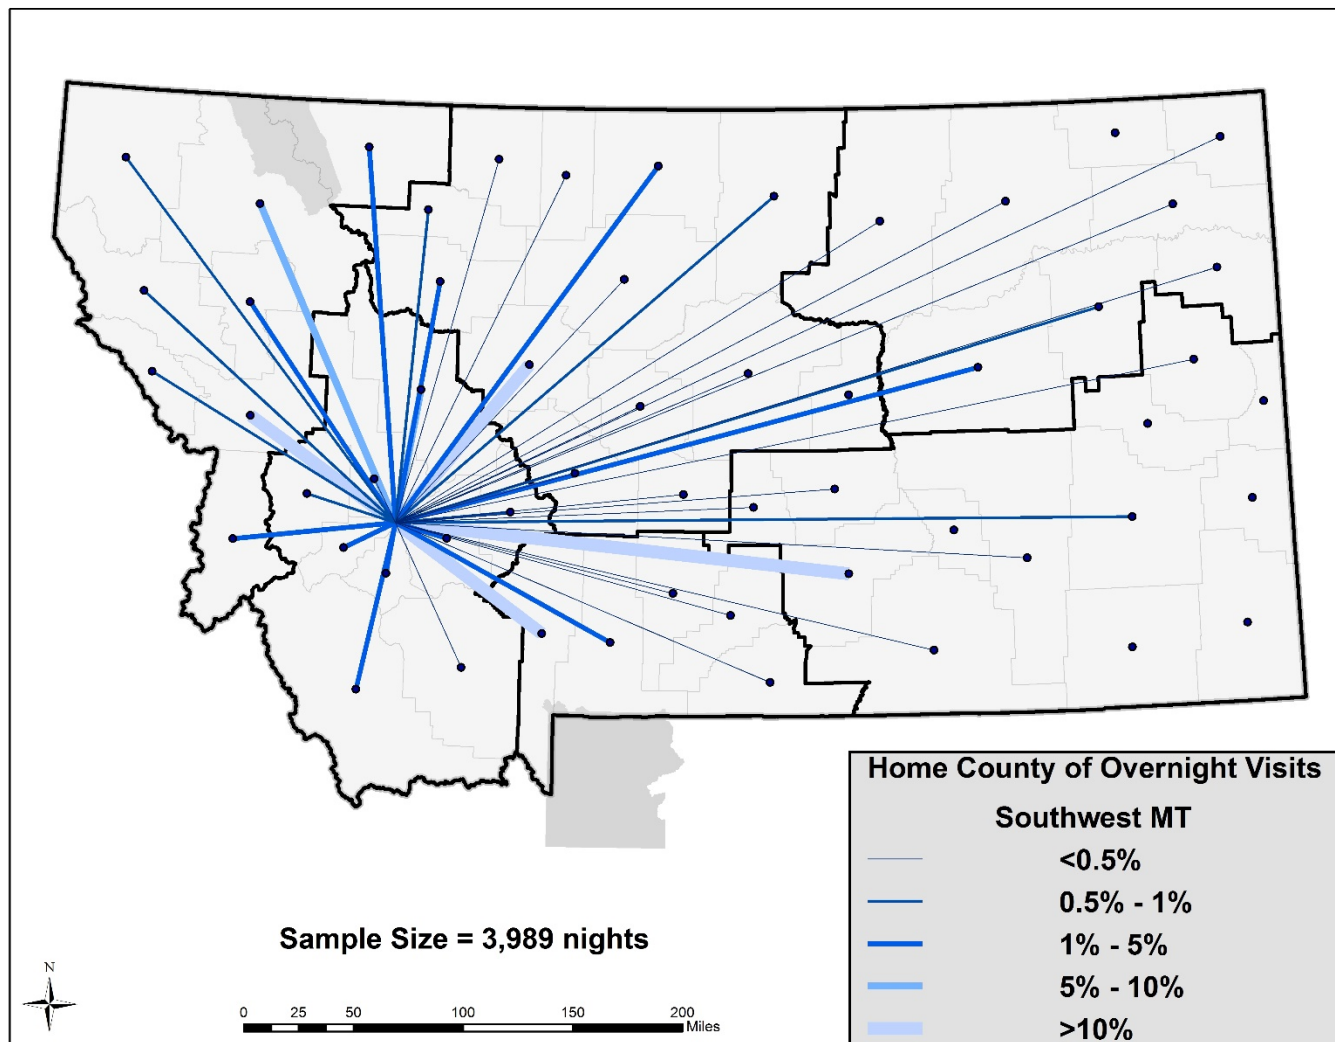 Home County of Overnight Visits
Southwest MT
<0.5%
0.5% - 1%
1% - 5%
5% - 10%
>10%
Sample Size = 3,989 nights
N
0 25 50 100 150 200
Miles